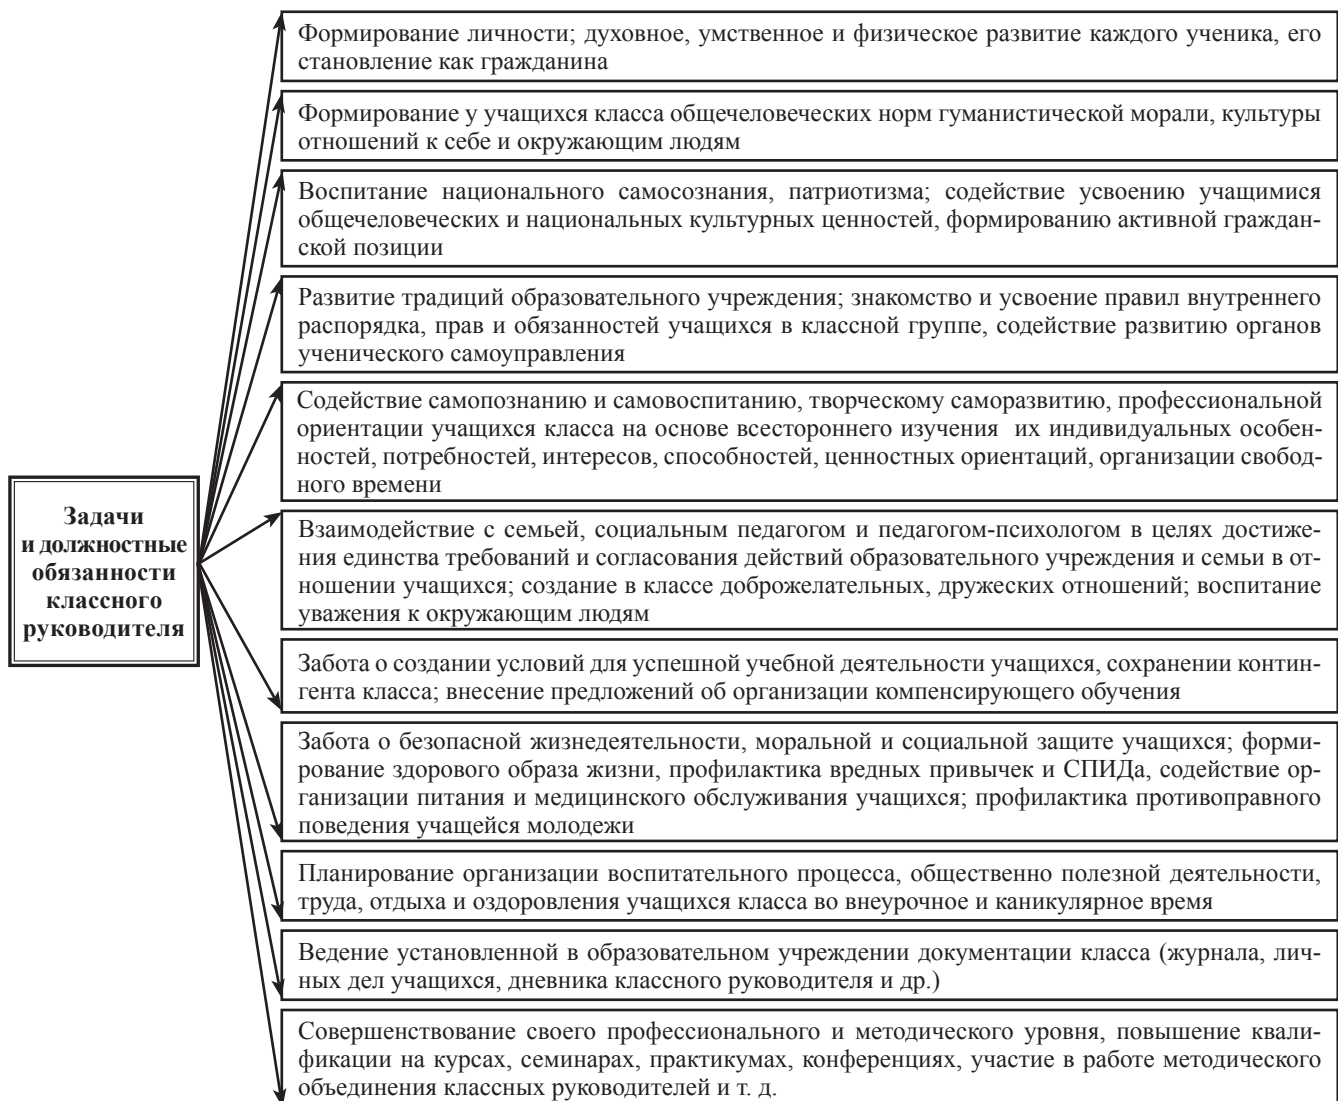 Формирование личности; духовное, умственное и физическое развитие каждого ученика, его
становление как гражданина
Формирование у учащихся класса общечеловеческих норм гуманистической морали, культуры
отношений к себе и окружающим людям
Воспитание национального самосознания, патриотизма; содействие усвоению учащимися
общечеловеческих и национальных культурных ценностей, формированию активной граждан-
ской позиции
Развитие традиций образовательного учреждения; знакомство и усвоение правил внутреннего
распорядка, прав и обязанностей учащихся в классной группе, содействие развитию органов
ученического самоуправления
Содействие самопознанию и самовоспитанию, творческому саморазвитию, профессиональной
ориентации учащихся класса на основе всестороннего изучения их индивидуальных особен-
ностей, потребностей, интересов, способностей, ценностных ориентаций, организации свобод-
ного времени
Задачи
и должностные
обязанности
классного
руководителя
Взаимодействие с семьей, социальным педагогом и педагогом-психологом в целях достиже-
ния единства требований и согласования действий образовательного учреждения и семьи в от-
ношении учащихся; создание в классе доброжелательных, дружеских отношений; воспитание
уважения к окружающим людям
Забота о создании условий для успешной учебной деятельности учащихся, сохранении контин-
гента класса; внесение предложений об организации компенсирующего обучения
Забота о безопасной жизнедеятельности, моральной и социальной защите учащихся; форми-
рование здорового образа жизни, профилактика вредных привычек и СПИДа, содействие ор-
ганизации питания и медицинского обслуживания учащихся; профилактика противоправного
поведения учащейся молодежи
Планирование организации воспитательного процесса, общественно полезной деятельности,
труда, отдыха и оздоровления учащихся класса во внеурочное и каникулярное время
Ведение установленной в образовательном учреждении документации класса (журнала, лич-
ных дел учащихся, дневника классного руководителя и др.)
Совершенствование своего профессионального и методического уровня, повышение квали-
фикации на курсах, семинарах, практикумах, конференциях, участие в работе методического
объединения классных руководителей и т. д.